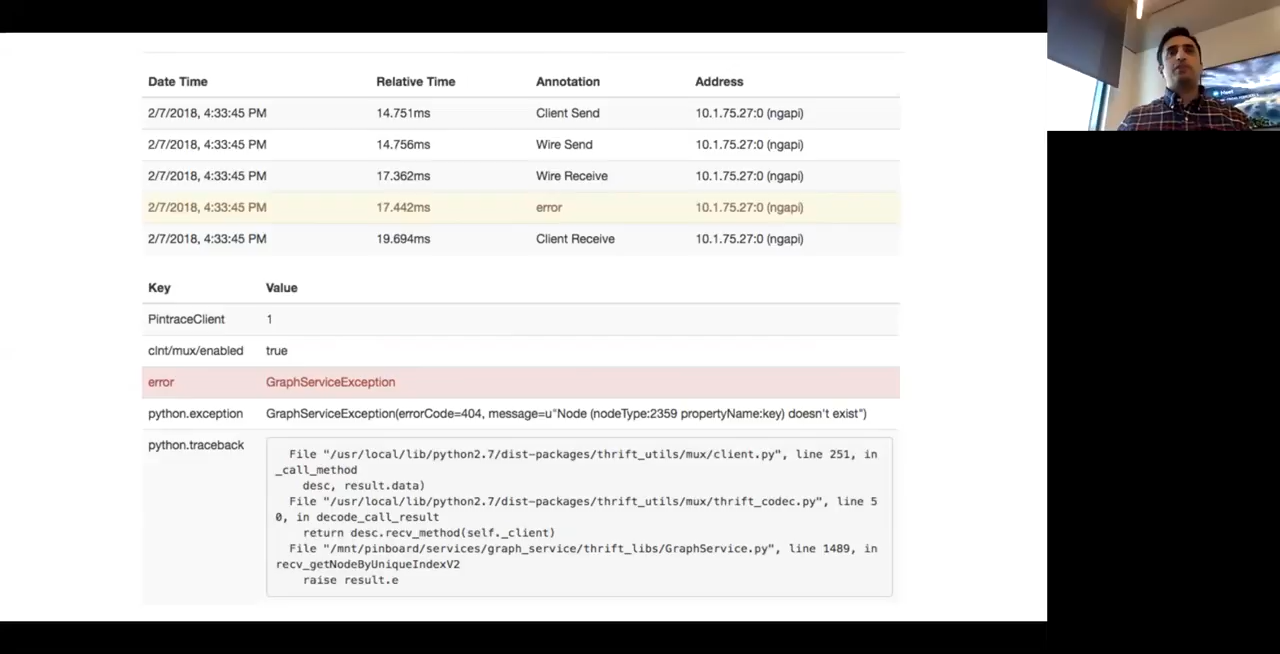 Date Time Relative Time Annotation Address
2/7/2018, 4:33:45 PM 14.751ms Client Send 10.1.75.27:0 (ngapi)
2/7/2018, 4:33:45 PM 14.756ms Wire Send 10.1.75.27:0 (ngapi)
2/7/2018, 4:33:45 PM 17.362ms Wire Receive 10.1.75.27:0 (ngapi)
2/7/2018, 4:33:45 PM 17.442ms error 10.1.75.27:0 (ngapi)
2/7/2018, 4:33:45 PM 19.694ms Client Receive 10.1.75.27:0 (ngapi)
Key Value
PintraceClient 1
clnt/mux/enabled true
error GraphServiceException
python.exception GraphServiceException(errorCode=404, message=u"Node (nodeType:2359 propertyName:key) doesn't exist")
python.traceback
File "/usr/local/lib/python2.7/dist-packages/thrift_utils/mux/client.py", line 251, in
_call_method
desc, result.data)
File "/usr/local/lib/python2.7/dist-packages/thrift_utils/mux/thrift_codec.py", line 5
0, in decode_call_result
return desc.recv_method(self._client)
File "/mnt/pinboard/services/graph_service/thrift_libs/GraphService.py", line 1489, in
recv_getNodeByUniqueIndexV2
raise result.e